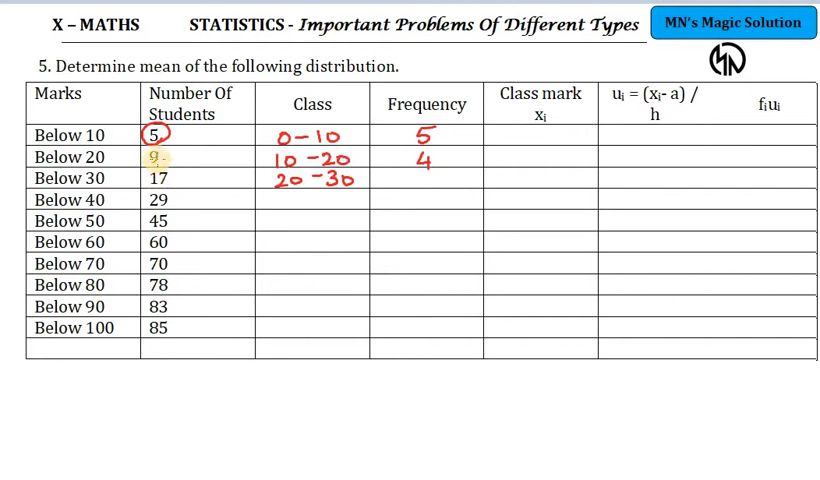 X – MATHS STATISTICS - Important Problems Of Different Types MN's Magic Solution
MN
5. Determine mean of the following distribution.
Marks Number Of Students Class Frequency Class mark xᵢ uᵢ = (xᵢ- a) / h fᵢuᵢ
Below 10 5 0 – 10 5
Below 20 9 10 – 20 4
Below 30 17 20 – 30
Below 40 29
Below 50 45
Below 60 60
Below 70 70
Below 80 78
Below 90 83
Below 100 85